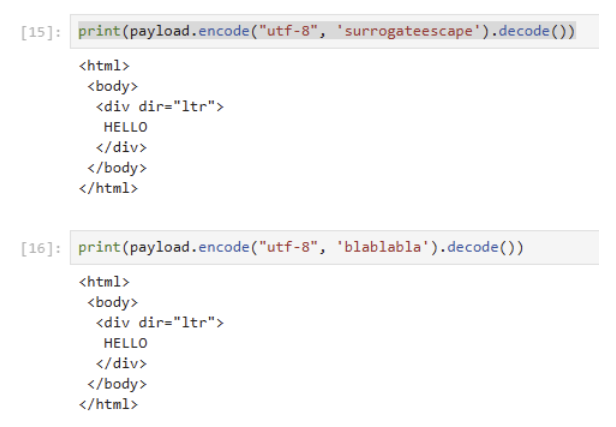 [15]: print(payload.encode("utf-8", 'surrogateescape').decode())
<html>
 <body>
  <div dir="ltr">
   HELLO
  </div>
 </body>
</html>
[16]: print(payload.encode("utf-8", 'blablabla').decode())
<html>
 <body>
  <div dir="ltr">
   HELLO
  </div>
 </body>
</html>